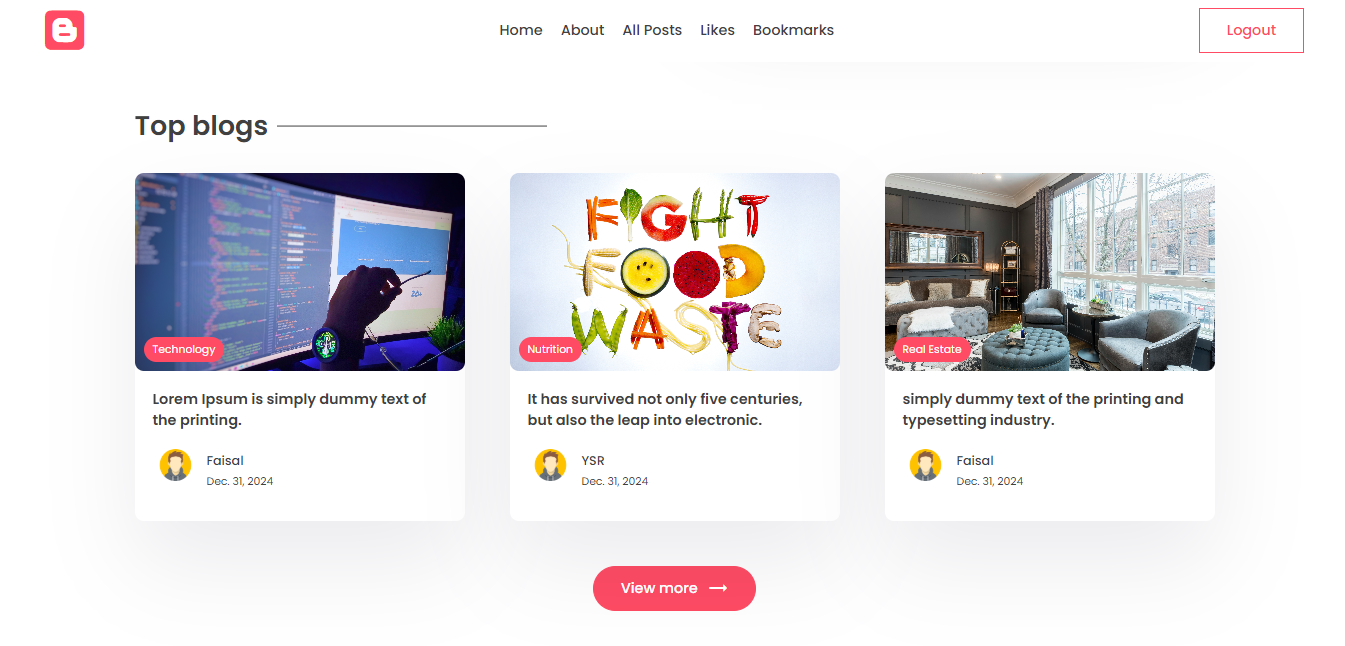 Home About All Posts Likes Bookmarks Logout
Top blogs
FIGHT
FOOD
WASTE
Technology
Nutrition
Real Estate
Lorem Ipsum is simply dummy text of
the printing.
Faisal
Dec. 31, 2024
It has survived not only five centuries,
but also the leap into electronic.
YSR
Dec. 31, 2024
simply dummy text of the printing and
typesetting industry.
Faisal
Dec. 31, 2024
View more →